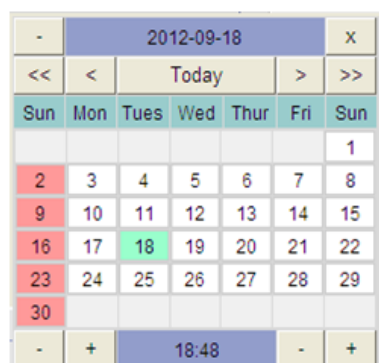 - 2012-09-18 x
<< < Today > >>
Sun Mon Tues Wed Thur Fri Sun
1
2 3 4 5 6 7 8
9 10 11 12 13 14 15
16 17 18 19 20 21 22
23 24 25 26 27 28 29
30
- + 18:48 - +